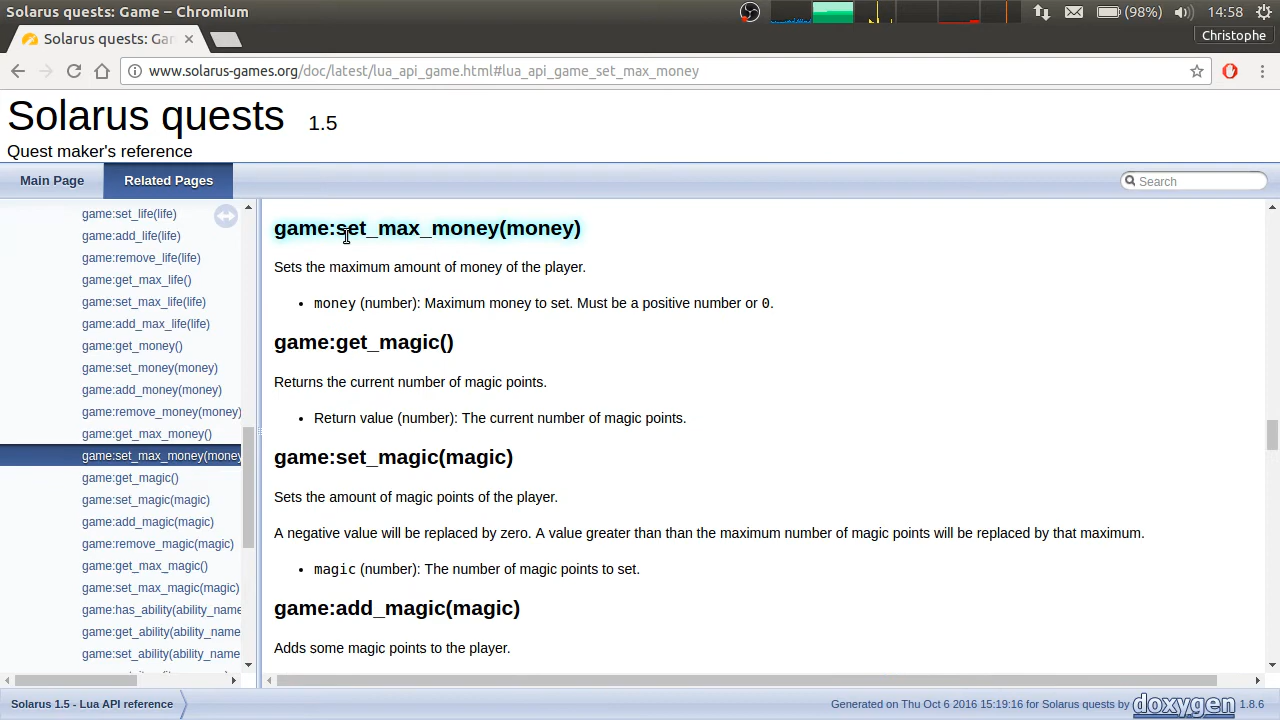 Solarus quests: Game – Chromium
(98%)
14:58
Solarus quests: Gar
Christophe
www.solarus-games.org/doc/latest/lua_api_game.html#lua_api_game_set_max_money
Solarus quests 1.5
Quest maker's reference
Main Page
Related Pages
Search
game:set_life(life)
game:add_life(life)
game:remove_life(life)
game:get_max_life()
game:set_max_life(life)
game:add_max_life(life)
game:get_money()
game:set_money(money)
game:add_money(money)
game:remove_money(money)
game:get_max_money()
game:set_max_money(money
game:get_magic()
game:set_magic(magic)
game:add_magic(magic)
game:remove_magic(magic)
game:get_max_magic()
game:set_max_magic(magic)
game:has_ability(ability_name
game:get_ability(ability_name
game:set_ability(ability_name
game:set_max_money(money)
Sets the maximum amount of money of the player.
• money (number): Maximum money to set. Must be a positive number or 0.
game:get_magic()
Returns the current number of magic points.
• Return value (number): The current number of magic points.
game:set_magic(magic)
Sets the amount of magic points of the player.
A negative value will be replaced by zero. A value greater than than the maximum number of magic points will be replaced by that maximum.
• magic (number): The number of magic points to set.
game:add_magic(magic)
Adds some magic points to the player.
Solarus 1.5 - Lua API reference
Generated on Thu Oct 6 2016 15:19:16 for Solarus quests by doxygen 1.8.6